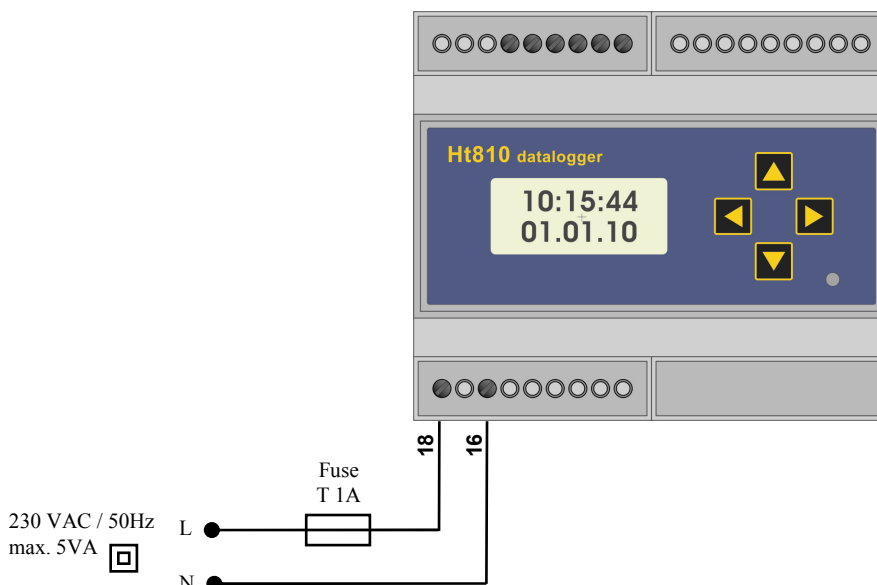 Ht810 datalogger
10:15:44
01.01.10
18
16
Fuse
T 1A
230 VAC / 50Hz
max. 5VA
L
N